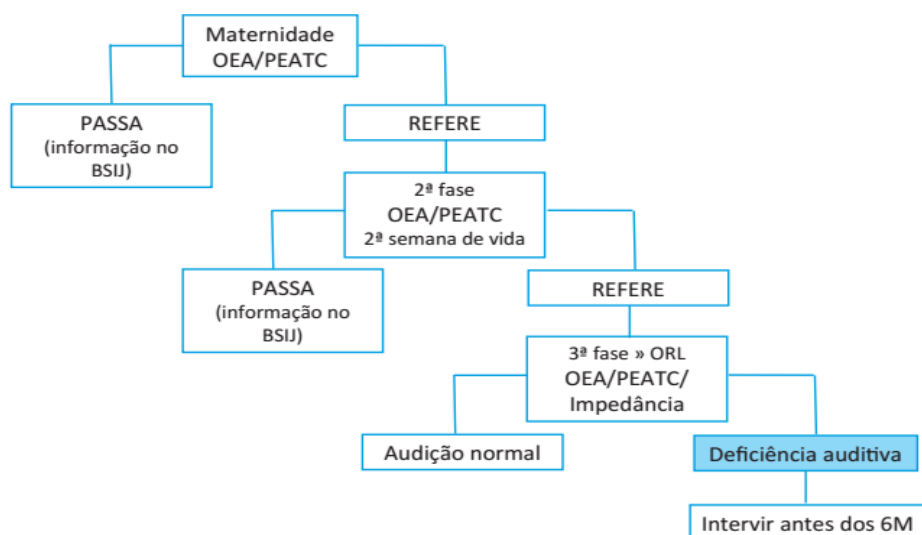 Maternidade
OEA/PEATC
PASSA
(informação no
BSIJ)
REFERE
2ª fase
OEA/PEATC
2ª semana de vida
PASSA
(informação no
BSIJ)
REFERE
3ª fase » ORL
OEA/PEATC/
Impedância
Audição normal
Deficiência auditiva
Intervir antes dos 6M